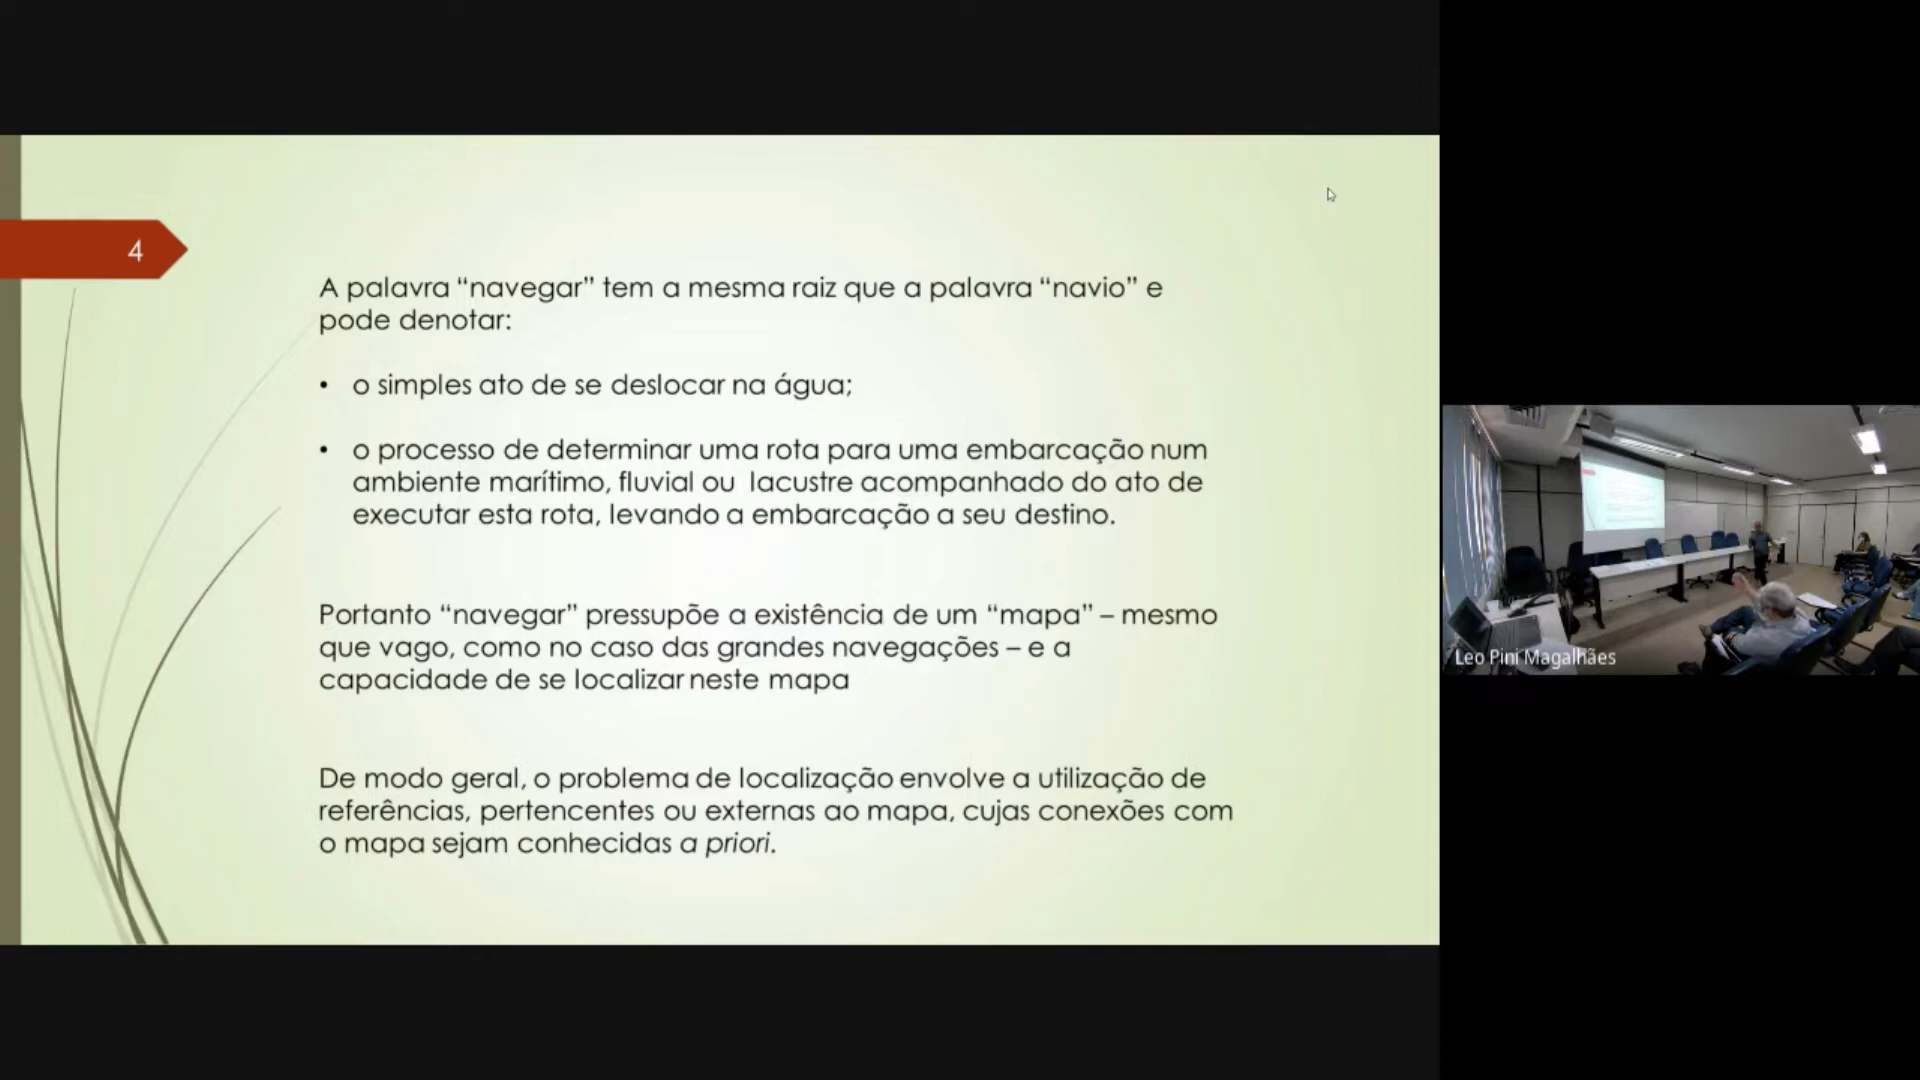 4
A palavra “navegar” tem a mesma raiz que a palavra “navio” e
pode denotar:
• o simples ato de se deslocar na água;
• o processo de determinar uma rota para uma embarcação num
ambiente marítimo, fluvial ou lacustre acompanhado do ato de
executar esta rota, levando a embarcação a seu destino.
Portanto “navegar” pressupõe a existência de um “mapa” – mesmo
que vago, como no caso das grandes navegações – e a
capacidade de se localizar neste mapa
De modo geral, o problema de localização envolve a utilização de
referências, pertencentes ou externas ao mapa, cujas conexões com
o mapa sejam conhecidas a priori.
Leo Pini Magalhães